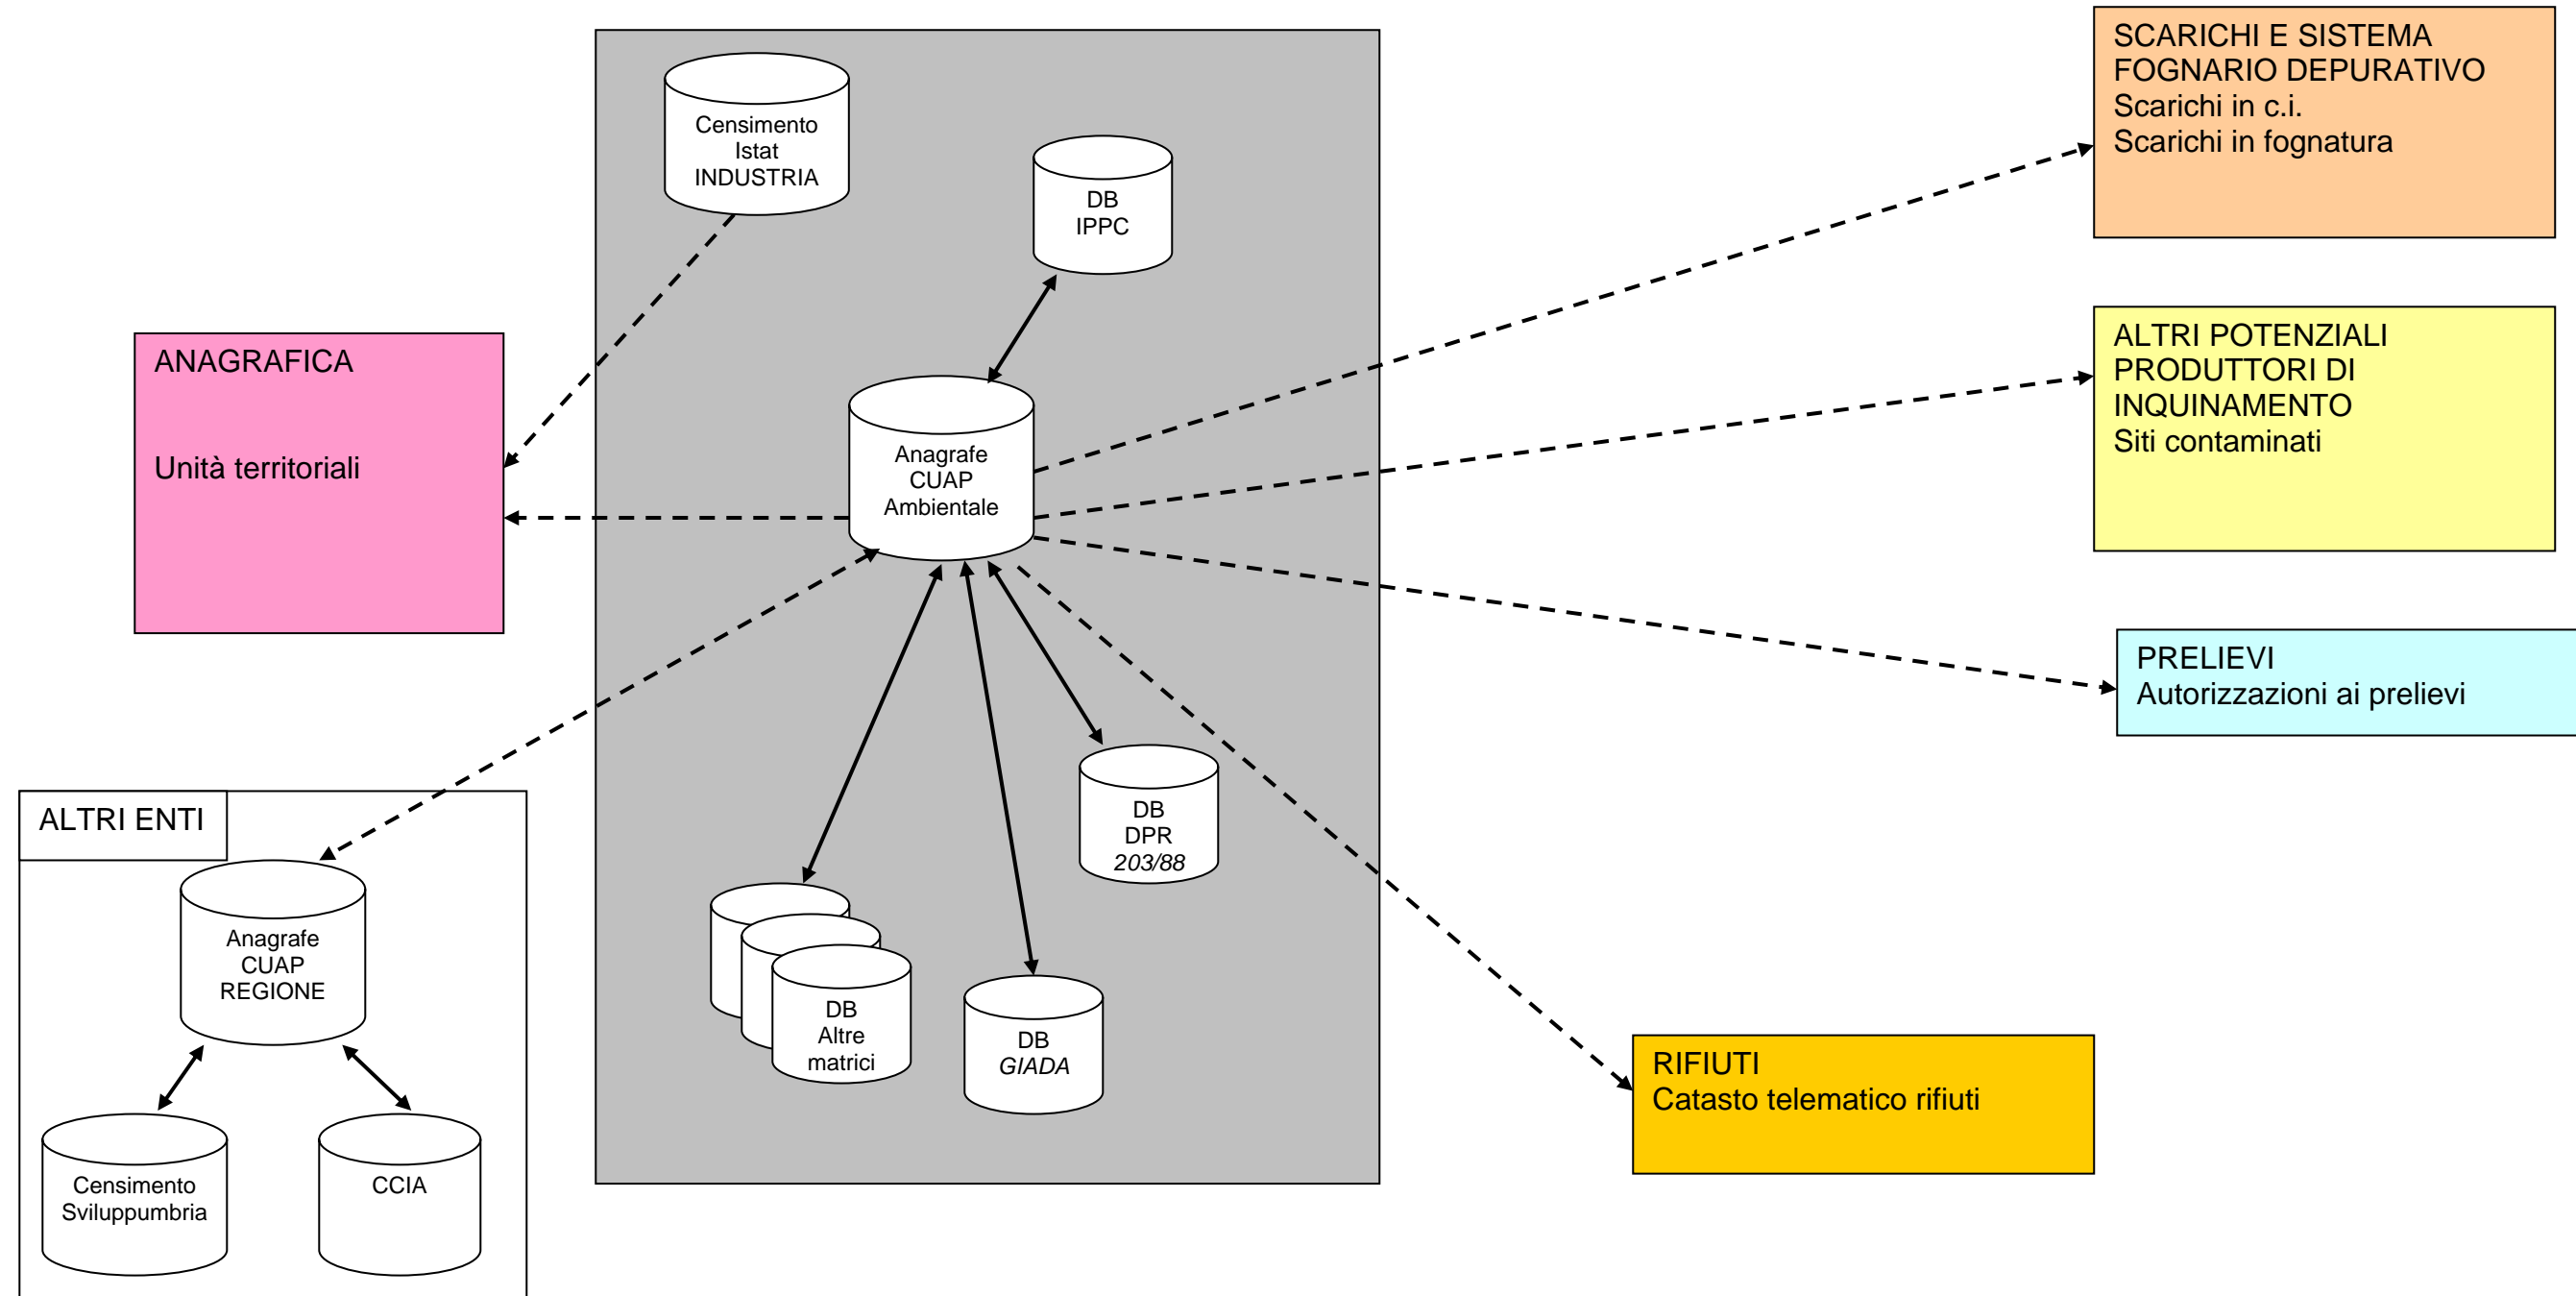 Censimento
Istat
INDUSTRIA
DB
IPPC
SCARICHI E SISTEMA
FOGNARIO DEPURATIVO
Scarichi in c.i.
Scarichi in fognatura
ANAGRAFICA
Unità territoriali
Anagrafe
CUAP
Ambientale
ALTRI POTENZIALI
PRODUTTORI DI
INQUINAMENTO
Siti contaminati
PRELIEVI
Autorizzazioni ai prelievi
ALTRI ENTI
Anagrafe
CUAP
REGIONE
Censimento
Sviluppumbria
CCIA
DB
DPR
203/88
DB
Altre
matrici
DB
GIADA
RIFIUTI
Catasto telematico rifiuti